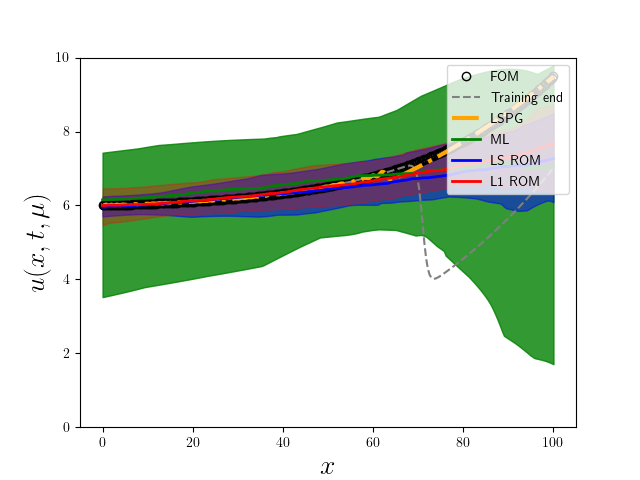 10
8
6
4
2
0
u(x, t, μ)
0 20 40 60 80 100
x
FOM
Training end
LSPG
ML
LS ROM
L1 ROM